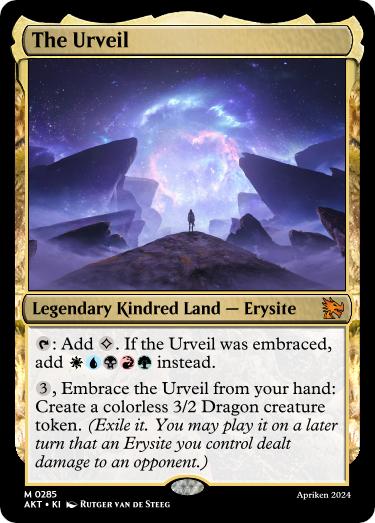 The Urveil
Legendary Kindred Land — Erysite
: Add . If the Urveil was embraced,
add instead.
3, Embrace the Urveil from your hand:
Create a colorless 3/2 Dragon creature
token. (Exile it. You may play it on a later
turn that an Erysite you control dealt
damage to an opponent.)
M 0285
Apriken 2024
AKT • KI Rutger van de Steeg